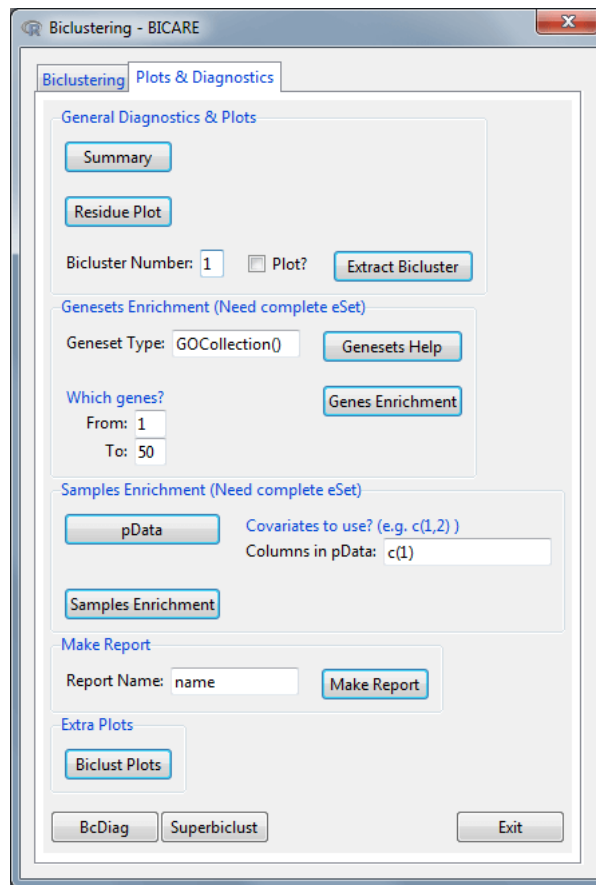 Biclustering - BICARE
Biclustering Plots & Diagnostics
General Diagnostics & Plots
Summary
Residue Plot
Bicluster Number: 1 Plot? Extract Bicluster
Genesets Enrichment (Need complete eSet)
Geneset Type: GOCollection() Genesets Help
Which genes? Genes Enrichment
From: 1
To: 50
Samples Enrichment (Need complete eSet)
pData Covariates to use? (e.g. c(1,2) )
Columns in pData: c(1)
Samples Enrichment
Make Report
Report Name: name Make Report
Extra Plots
Biclust Plots
BcDiag Superbiclust Exit